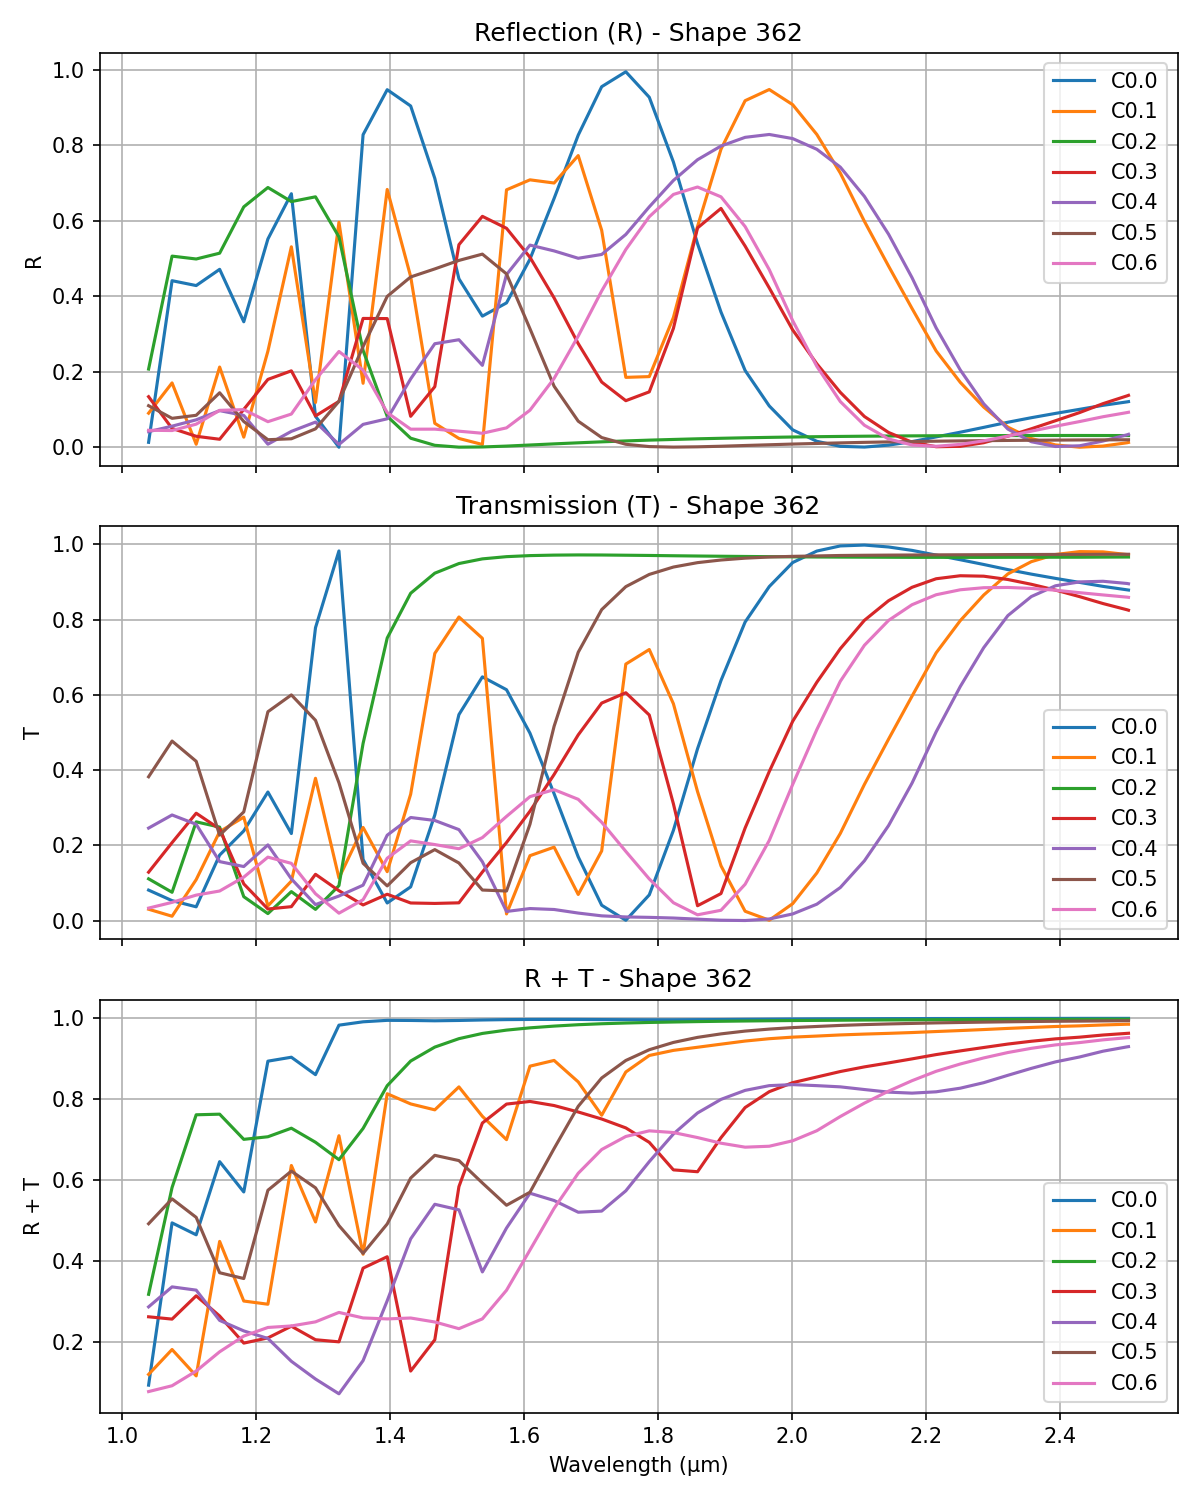 Reflection (R) - Shape 362
1.0
0.8
0.6
0.4
0.2
0.0
R
C0.0
C0.1
C0.2
C0.3
C0.4
C0.5
C0.6
Transmission (T) - Shape 362
1.0
0.8
0.6
0.4
0.2
0.0
T
C0.0
C0.1
C0.2
C0.3
C0.4
C0.5
C0.6
R + T - Shape 362
1.0
0.8
0.6
0.4
0.2
R + T
C0.0
C0.1
C0.2
C0.3
C0.4
C0.5
C0.6
1.0 1.2 1.4 1.6 1.8 2.0 2.2 2.4
Wavelength (μm)